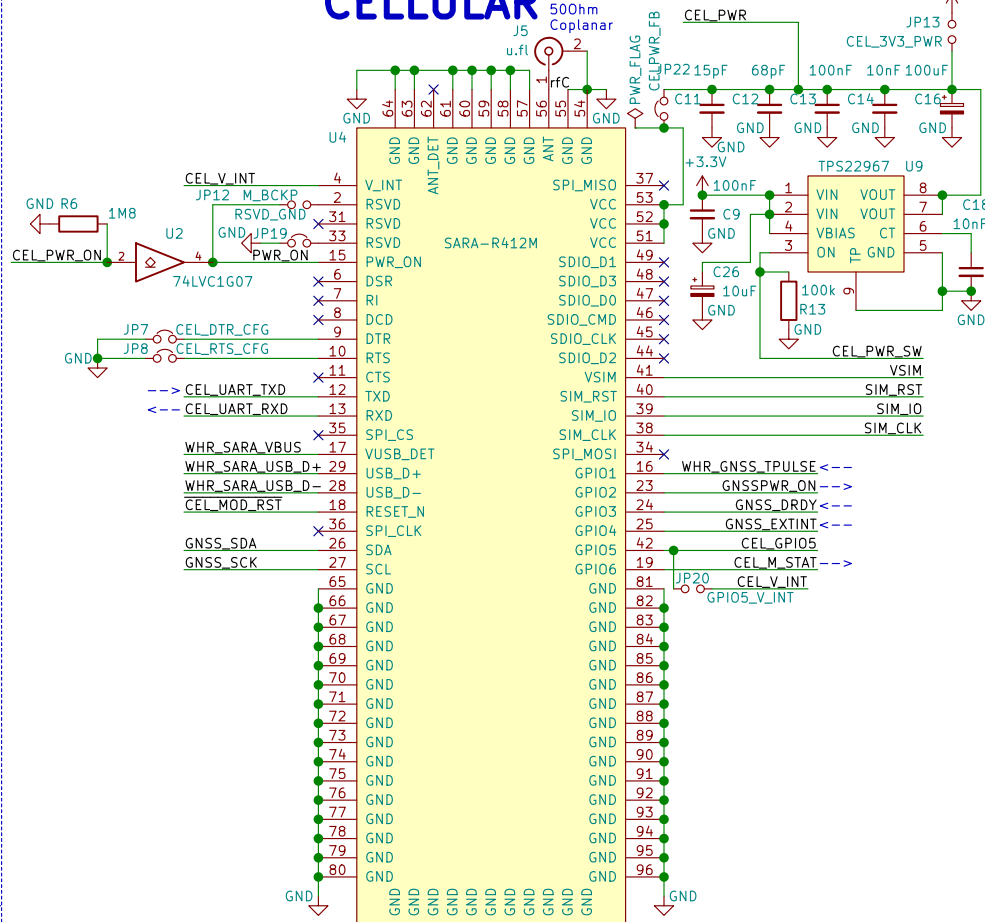 CELLULAR
50Ohm
Coplanar
J5
u.fl
2
1
rfC
PWR_FLAG
CELPWR_FB
JP22
CEL_PWR
JP13
CEL_3V3_PWR
15pF 68pF 100nF 10nF 100uF
C11 C12 C13 C14 C16
+
GND GND GND GND GND
GND
64 63 62 61 60 59 58 57 56 55 54
GND
U4
GND GND ANT_DET GND GND GND GND GND ANT GND GND
SARA-R412M
CEL_V_INT 4 V_INT
JP12 M_BCKP 2 RSVD
RSVD_GND 31 RSVD
GND JP19 33 RSVD
GND R6 1M8
U2
CEL_PWR_ON 2 4 PWR_ON 15 PWR_ON
74LVC1G07
6 DSR
7 RI
8 DCD
JP7 CEL_DTR_CFG 9 DTR
JP8 CEL_RTS_CFG 10 RTS
GND
11 CTS
--> CEL_UART_TXD 12 TXD
<-- CEL_UART_RXD 13 RXD
35 SPI_CS
WHR_SARA_VBUS 17 VUSB_DET
WHR_SARA_USB_D+ 29 USB_D+
WHR_SARA_USB_D- 28 USB_D-
CEL_MOD_RST 18 RESET_N
36 SPI_CLK
GNSS_SDA 26 SDA
GNSS_SCK 27 SCL
65 GND
66 GND
67 GND
68 GND
69 GND
70 GND
71 GND
72 GND
73 GND
74 GND
75 GND
76 GND
77 GND
78 GND
79 GND
80 GND
GND
SPI_MISO 37
VCC 53
VCC 52
VCC 51
SDIO_D1 49
SDIO_D3 48
SDIO_D0 47
SDIO_CMD 46
SDIO_CLK 45
SDIO_D2 44
VSIM 41 VSIM
SIM_RST 40 SIM_RST
SIM_IO 39 SIM_IO
SIM_CLK 38 SIM_CLK
SPI_MOSI 34
GPIO1 16 WHR_GNSS_TPULSE <--
GPIO2 23 GNSSPWR_ON -->
GPIO3 24 GNSS_DRDY <--
GPIO4 25 GNSS_EXTINT <--
GPIO5 42 CEL_GPIO5
GPIO6 19 CEL_M_STAT -->
GND 81
JP20 CEL_V_INT
GPIO5_V_INT
GND 82
GND 83
GND 84
GND 85
GND 86
GND 87
GND 88
GND 89
GND 90
GND 91
GND 92
GND 93
GND 94
GND 95
GND 96
GND
GND GND GND GND GND GND GND GND GND GND GND
+3.3V
100nF
C9
GND
C26
+
10uF
GND
TPS22967 U9
1 VIN VOUT 8
2 VIN VOUT 7
4 VBIAS CT 6
3 ON GND 5
TP
9
C18
10nF
GND
100k
R13
GND
CEL_PWR_SW